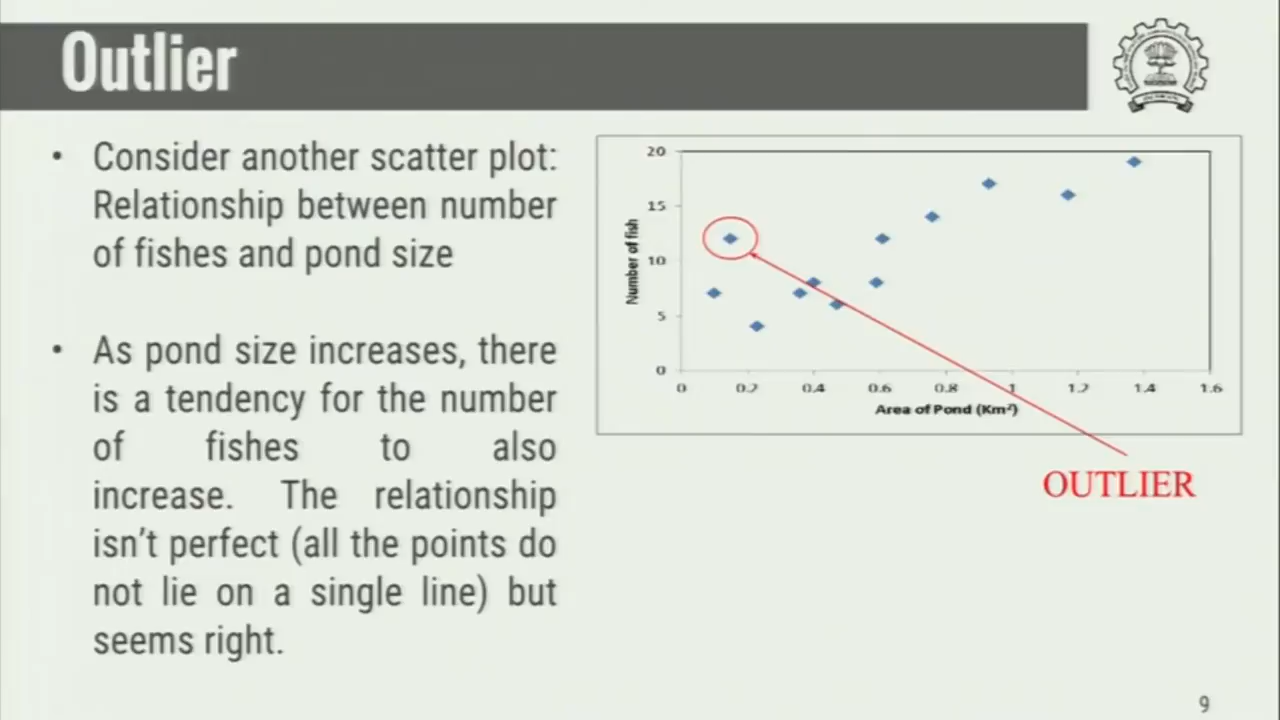 Outlier
• Consider another scatter plot:
Relationship between number
of fishes and pond size
• As pond size increases, there
is a tendency for the number
of fishes to also
increase. The relationship
isn't perfect (all the points do
not lie on a single line) but
seems right.
20
15
10
5
0
Number of fish
0 0.2 0.4 0.6 0.8 1 1.2 1.4 1.6
Area of Pond (Km²)
OUTLIER
9